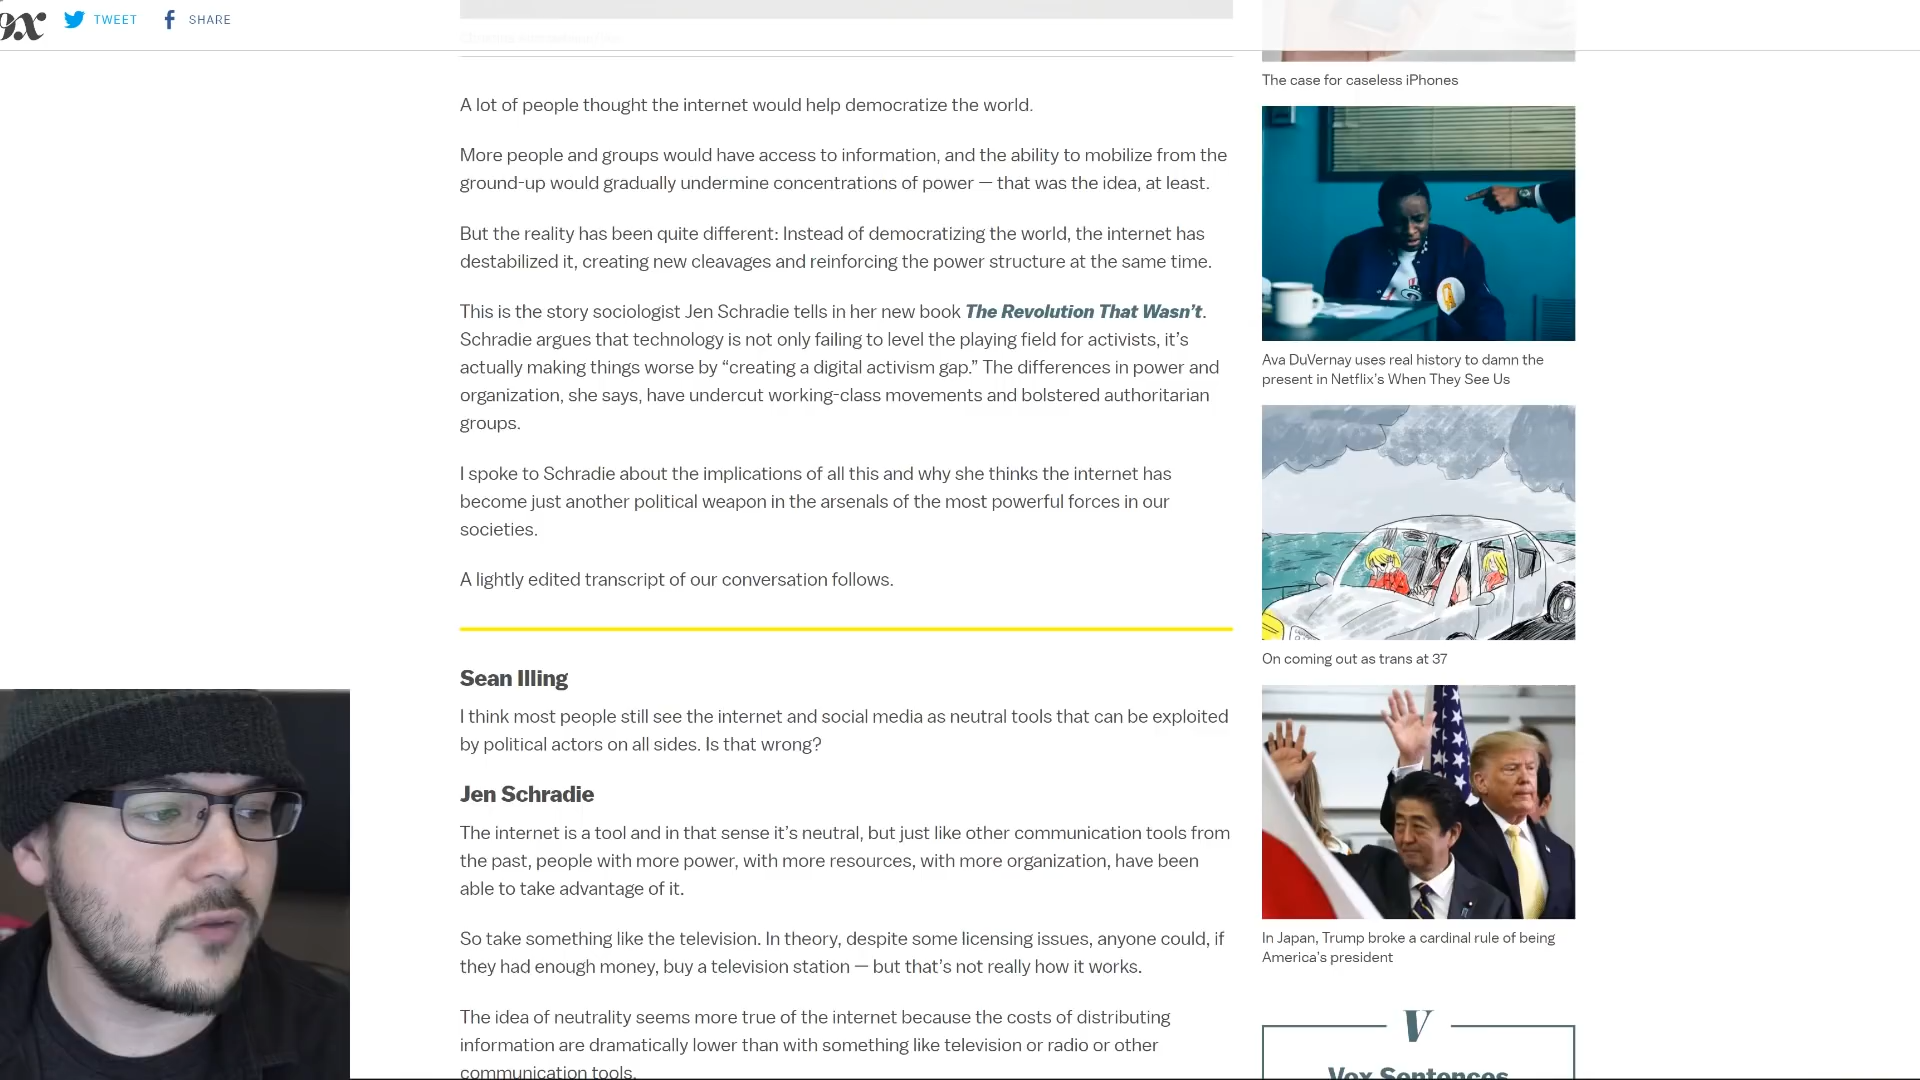 TWEET
SHARE
A lot of people thought the internet would help democratize the world.
More people and groups would have access to information, and the ability to mobilize from the
ground-up would gradually undermine concentrations of power — that was the idea, at least.
But the reality has been quite different: Instead of democratizing the world, the internet has
destabilized it, creating new cleavages and reinforcing the power structure at the same time.
This is the story sociologist Jen Schradie tells in her new book The Revolution That Wasn’t.
Schradie argues that technology is not only failing to level the playing field for activists, it’s
actually making things worse by “creating a digital activism gap.” The differences in power and
organization, she says, have undercut working-class movements and bolstered authoritarian
groups.
I spoke to Schradie about the implications of all this and why she thinks the internet has
become just another political weapon in the arsenals of the most powerful forces in our
societies.
A lightly edited transcript of our conversation follows.
Sean Illing
I think most people still see the internet and social media as neutral tools that can be exploited
by political actors on all sides. Is that wrong?
Jen Schradie
The internet is a tool and in that sense it’s neutral, but just like other communication tools from
the past, people with more power, with more resources, with more organization, have been
able to take advantage of it.
So take something like the television. In theory, despite some licensing issues, anyone could, if
they had enough money, buy a television station — but that’s not really how it works.
The idea of neutrality seems more true of the internet because the costs of distributing
information are dramatically lower than with something like television or radio or other
communication tools.
The case for caseless iPhones
Ava DuVernay uses real history to damn the
present in Netflix’s When They See Us
On coming out as trans at 37
In Japan, Trump broke a cardinal rule of being
America’s president
V
Vox Sentences